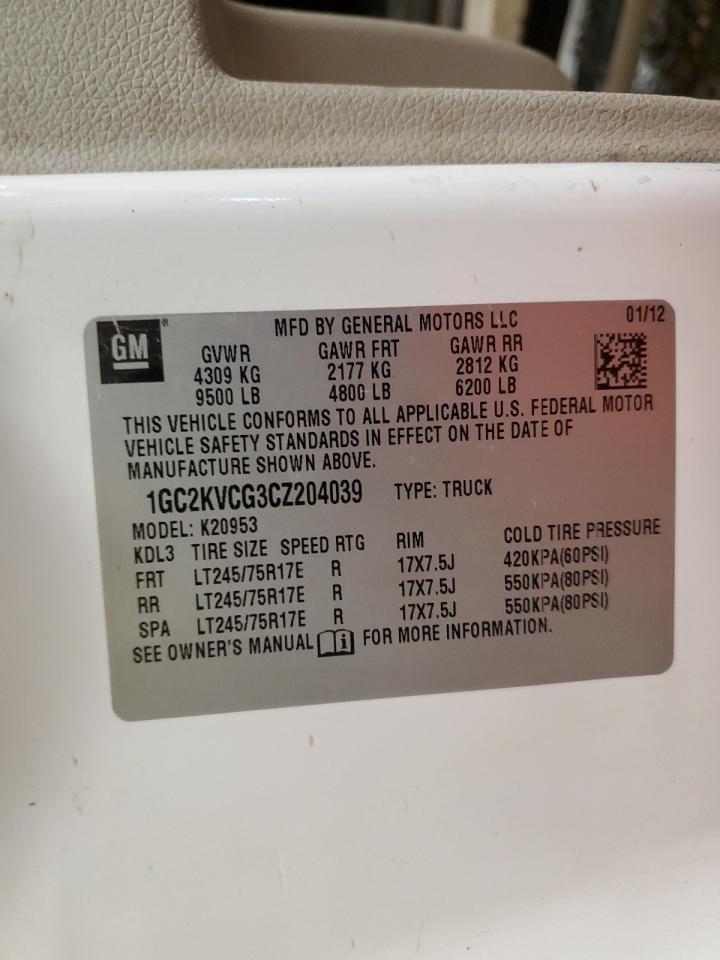 GM® MFD BY GENERAL MOTORS LLC 01/12
GVWR GAWR FRT GAWR RR
4309 KG 2177 KG 2812 KG
9500 LB 4800 LB 6200 LB
THIS VEHICLE CONFORMS TO ALL APPLICABLE U.S. FEDERAL MOTOR
VEHICLE SAFETY STANDARDS IN EFFECT ON THE DATE OF
MANUFACTURE SHOWN ABOVE.
1GC2KVCG3CZ204039 TYPE: TRUCK
MODEL: K20953
KDL3 TIRE SIZE SPEED RTG RIM COLD TIRE PRESSURE
FRT LT245/75R17E R 17X7.5J 420KPA(60PSI)
RR LT245/75R17E R 17X7.5J 550KPA(80PSI)
SPA LT245/75R17E R 17X7.5J 550KPA(80PSI)
SEE OWNER'S MANUAL i FOR MORE INFORMATION.